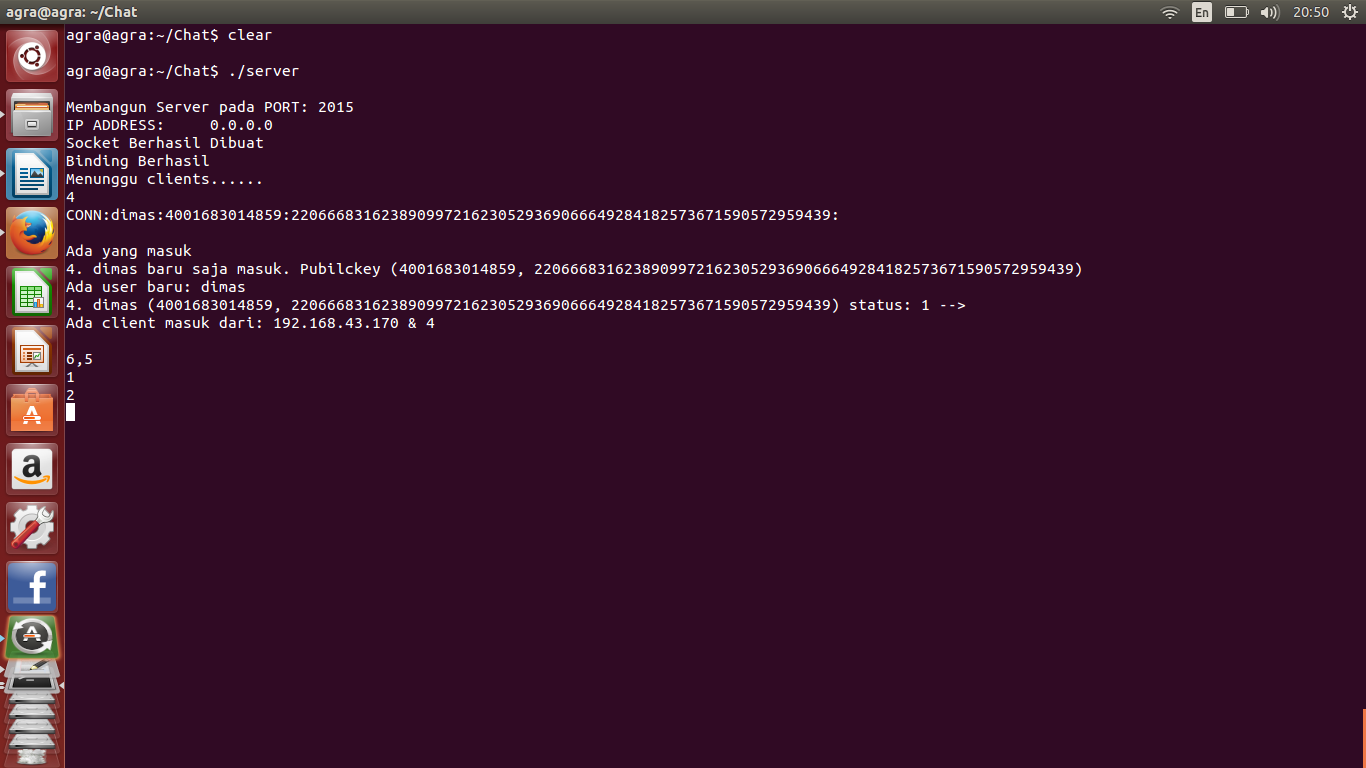 agra@agra: ~/Chat
En
20:50
agra@agra:~/Chat$ clear
agra@agra:~/Chat$ ./server
Membangun Server pada PORT: 2015
IP ADDRESS:     0.0.0.0
Socket Berhasil Dibuat
Binding Berhasil
Menunggu clients......
4
CONN:dimas:4001683014859:22066683162389099721623052936906664928418257367159057​2959439:
Ada yang masuk
4. dimas baru saja masuk. Pubilckey (4001683014859, 220666831623890997216230529369066649284182573671590572959439)
Ada user baru: dimas
4. dimas (4001683014859, 220666831623890997216230529369066649284182573671590572959439) status: 1 -->
Ada client masuk dari: 192.168.43.170 & 4
6,5
1
2